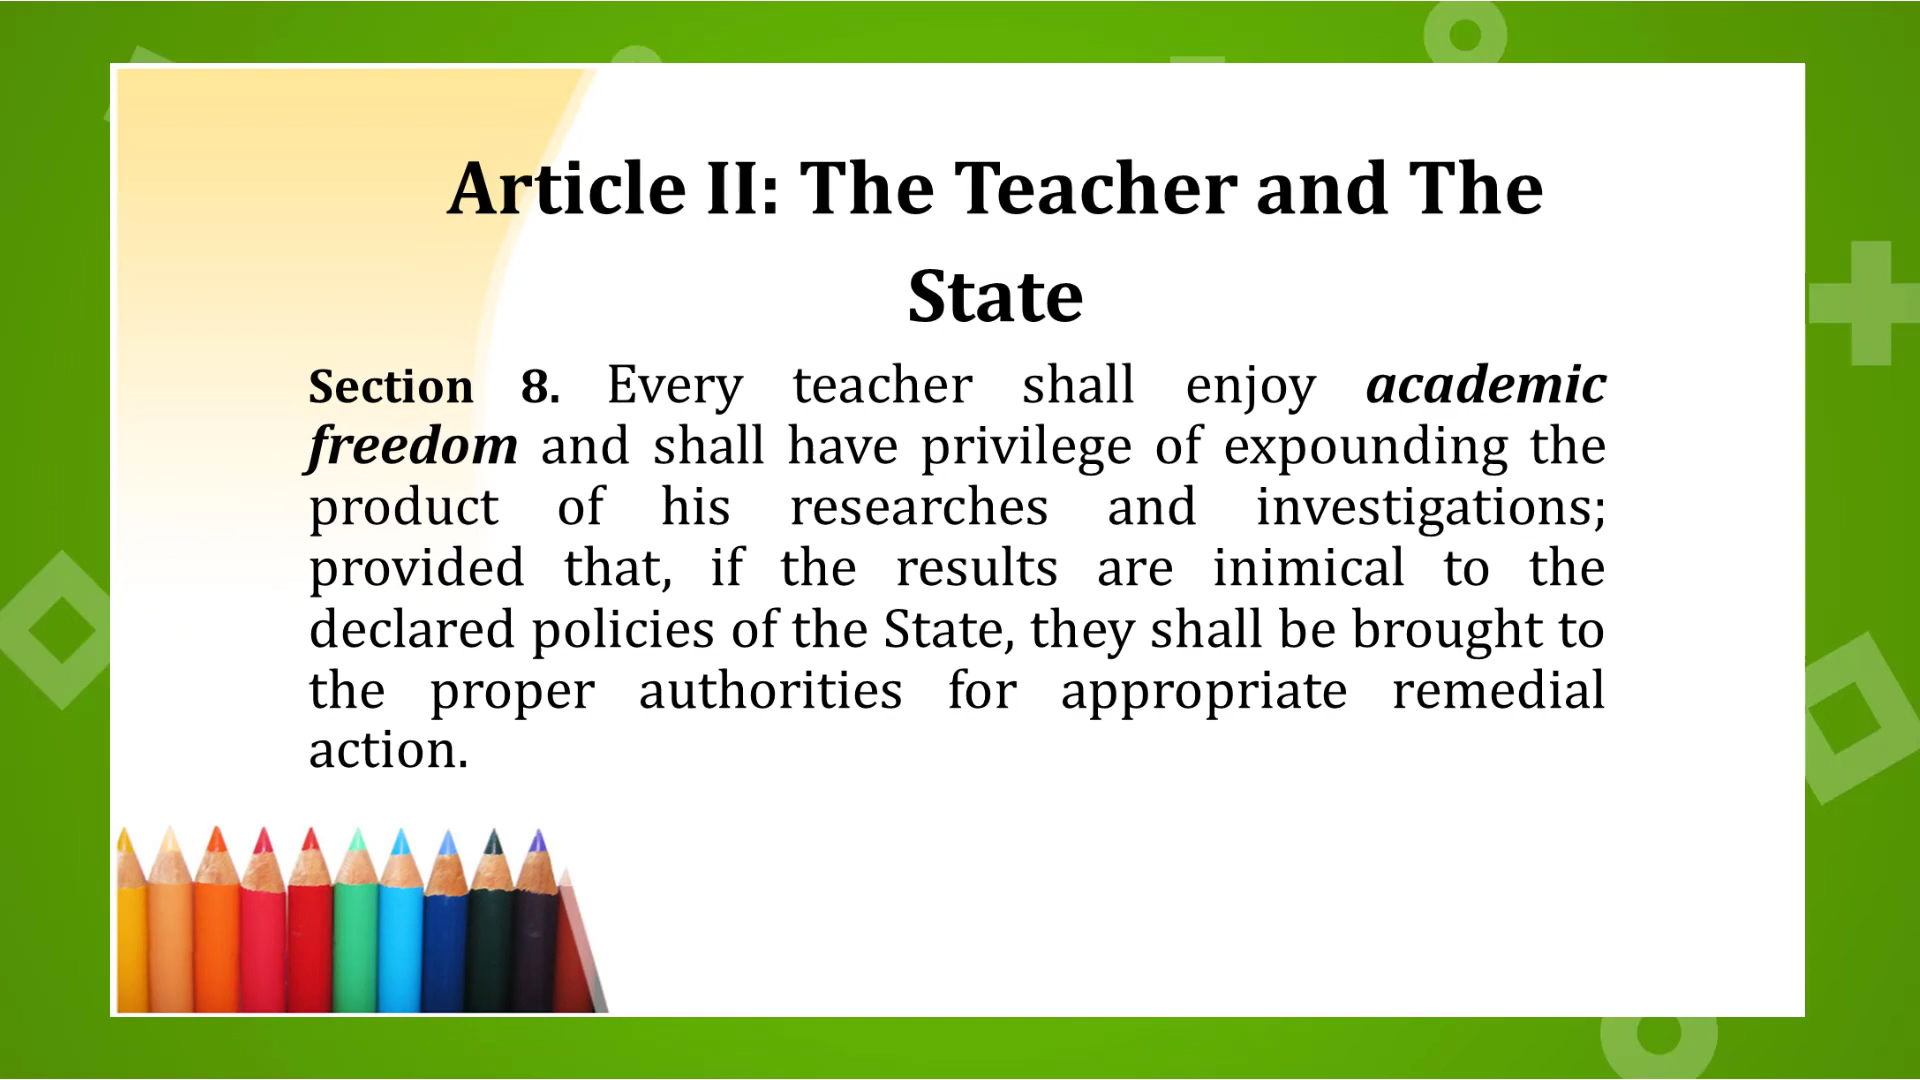 Article II: The Teacher and The
State
Section 8. Every teacher shall enjoy academic
freedom and shall have privilege of expounding the
product of his researches and investigations;
provided that, if the results are inimical to the
declared policies of the State, they shall be brought to
the proper authorities for appropriate remedial
action.